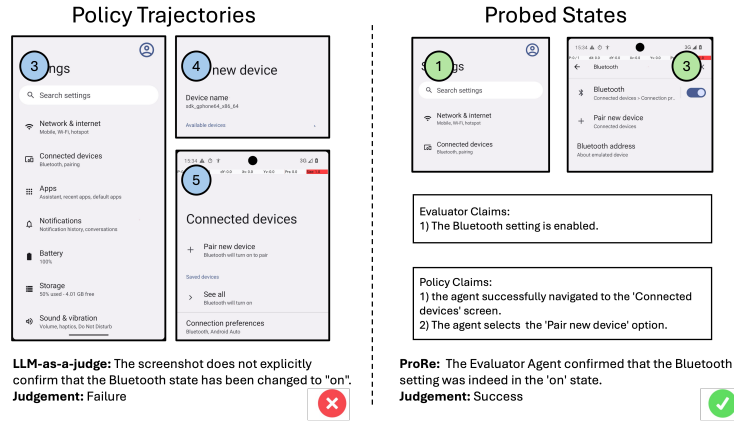 Policy Trajectories
3
ngs
Search settings
Network & internet
Mobile, Wi-Fi, hotspot
Connected devices
Bluetooth, pairing
Apps
Assistant, recent apps, default apps
Notifications
Notification history, conversations
Battery
100%
Storage
50% used - 4.01 GB free
Sound & vibration
Volume, haptics, Do Not Disturb
4
new device
Device name
sdk_gphone64_x86_64
Available devices
15:34
3G
5
Connected devices
Pair new device
Bluetooth will turn on to pair
Saved devices
See all
Bluetooth will turn on
Connection preferences
Bluetooth, Android Auto
LLM-as-a-judge: The screenshot does not explicitly
confirm that the Bluetooth state has been changed to "on".
Judgement: Failure
Probed States
1
gs
Search settings
Network & internet
Mobile, Wi-Fi, hotspot
Connected devices
Bluetooth, pairing
15:34
3G
3
Bluetooth
Bluetooth
Connected devices > Connection pr..
Pair new device
Connected devices
Bluetooth address
About emulated device
Evaluator Claims:
1) The Bluetooth setting is enabled.
Policy Claims:
1) the agent successfully navigated to the 'Connected
devices' screen.
2) The agent selects the 'Pair new device' option.
ProRe: The Evaluator Agent confirmed that the Bluetooth
setting was indeed in the 'on' state.
Judgement: Success